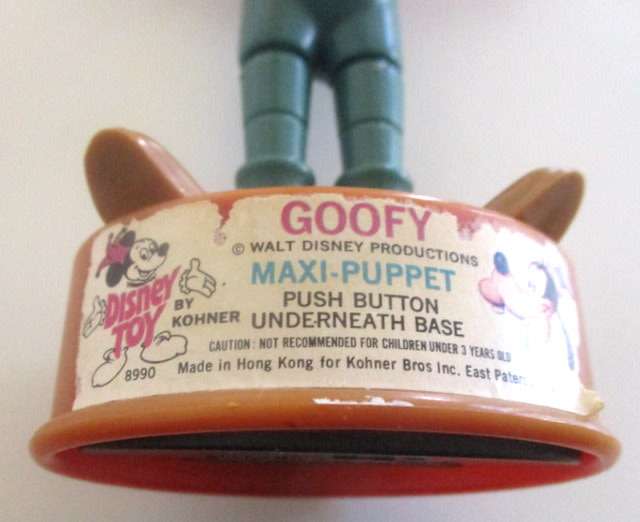 GOOFY
© WALT DISNEY PRODUCTIONS
MAXI-PUPPET
PUSH BUTTON
UNDERNEATH BASE
CAUTION: NOT RECOMMENDED FOR CHILDREN UNDER 3 YEARS OLD
Made in Hong Kong for Kohner Bros Inc. East
DISNEY
TOY
BY
KOHNER
8990